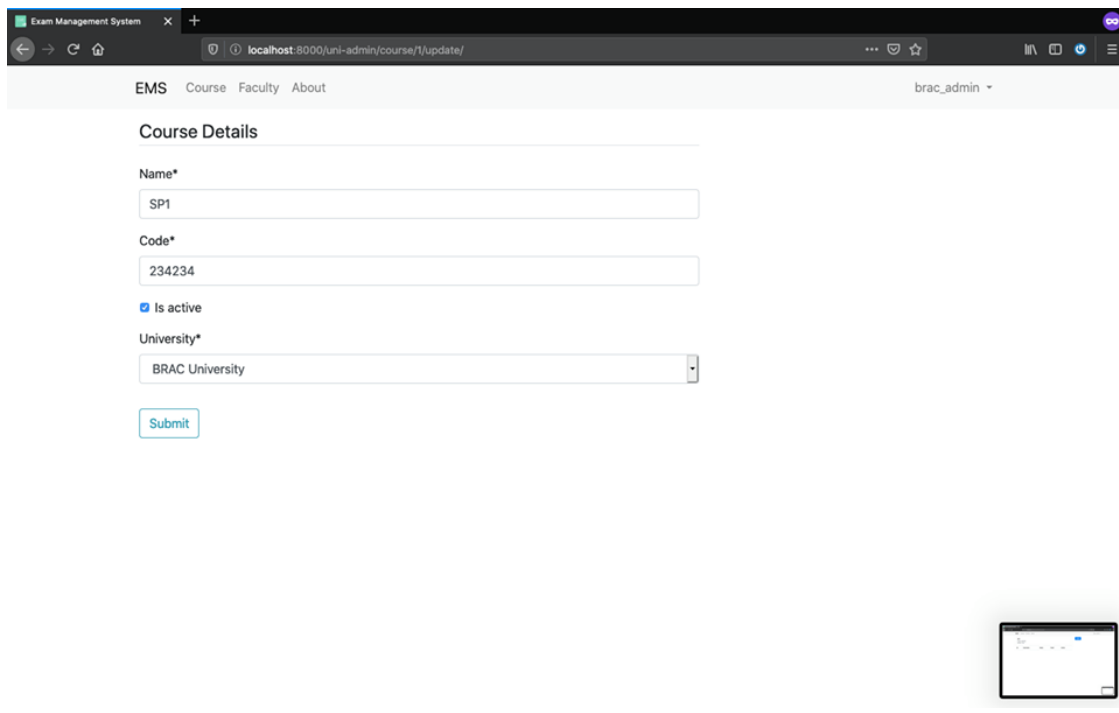 Exam Management System
localhost:8000/uni-admin/course/1/update/
EMS Course Faculty About brac_admin
Course Details
Name*
SP1
Code*
234234
Is active
University*
BRAC University
Submit